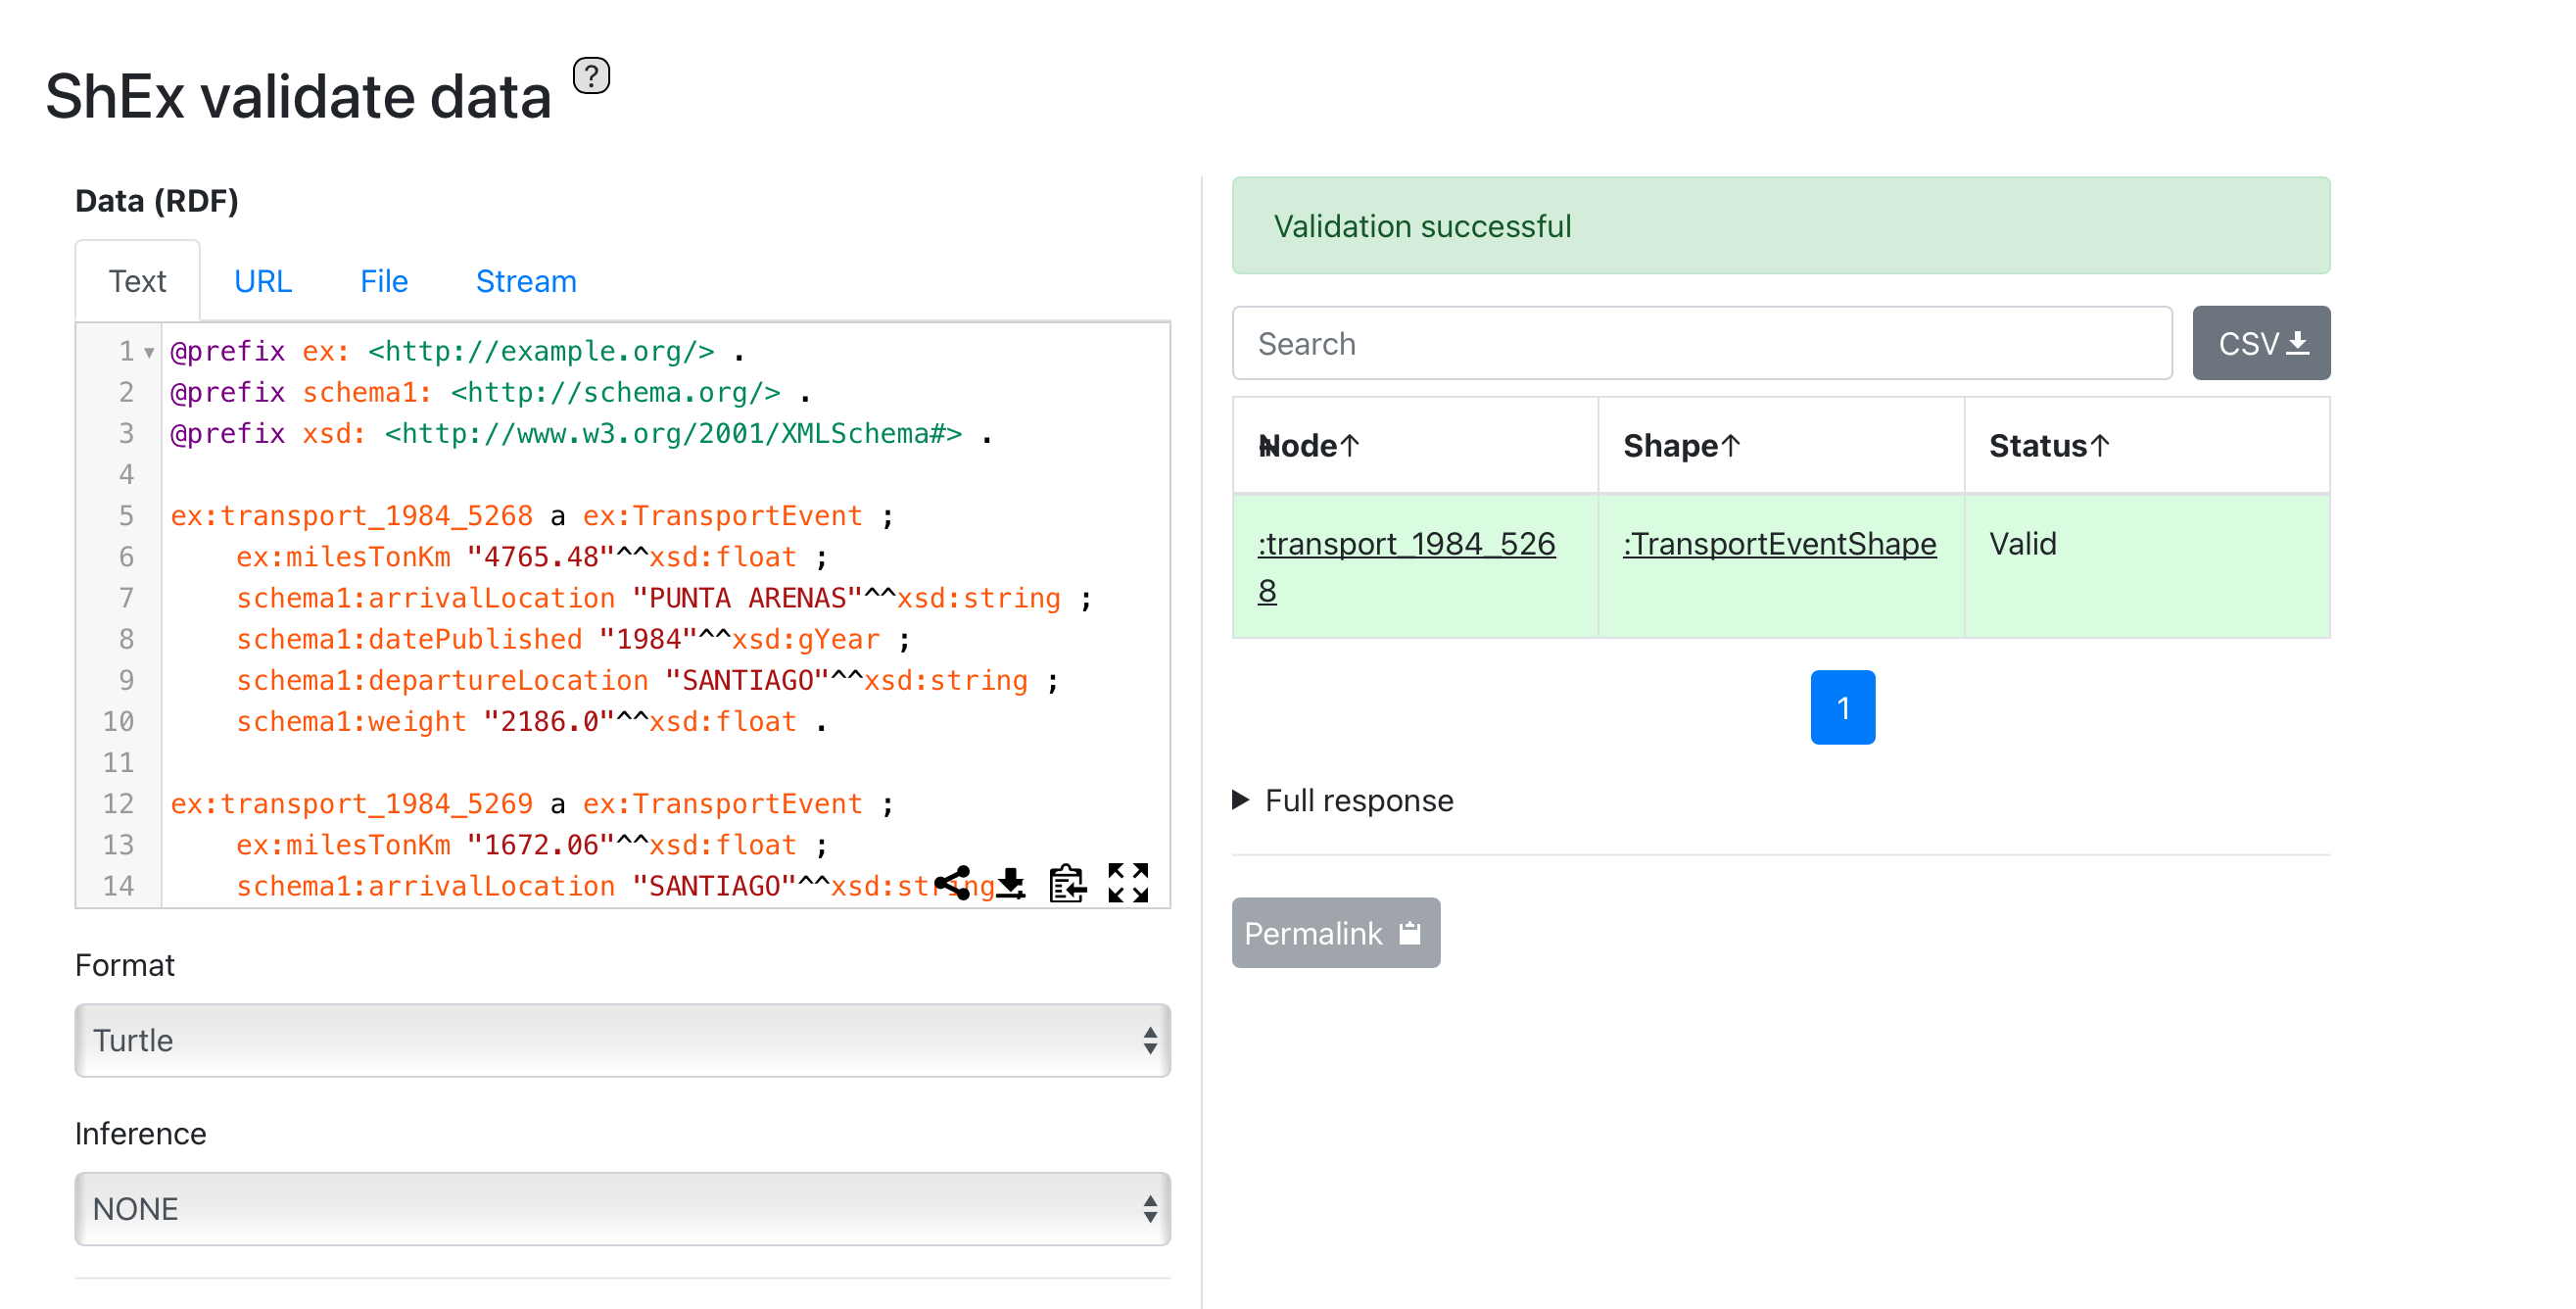 ShEx validate data ?
Data (RDF)
Text URL File Stream
1 @prefix ex: <http://example.org/> .
2 @prefix schema1: <http://schema.org/> .
3 @prefix xsd: <http://www.w3.org/2001/XMLSchema#> .
4
5 ex:transport_1984_5268 a ex:TransportEvent ;
6 ex:milesTonKm "4765.48"^^xsd:float ;
7 schema1:arrivalLocation "PUNTA ARENAS"^^xsd:string ;
8 schema1:datePublished "1984"^^xsd:gYear ;
9 schema1:departureLocation "SANTIAGO"^^xsd:string ;
10 schema1:weight "2186.0"^^xsd:float .
11
12 ex:transport_1984_5269 a ex:TransportEvent ;
13 ex:milesTonKm "1672.06"^^xsd:float ;
14 schema1:arrivalLocation "SANTIAGO"^^xsd:string
Format
Turtle
Inference
NONE
Validation successful
Search
CSV
Node↑ Shape↑ Status↑
:transport_1984_526 :TransportEventShape Valid
8
1
Full response
Permalink